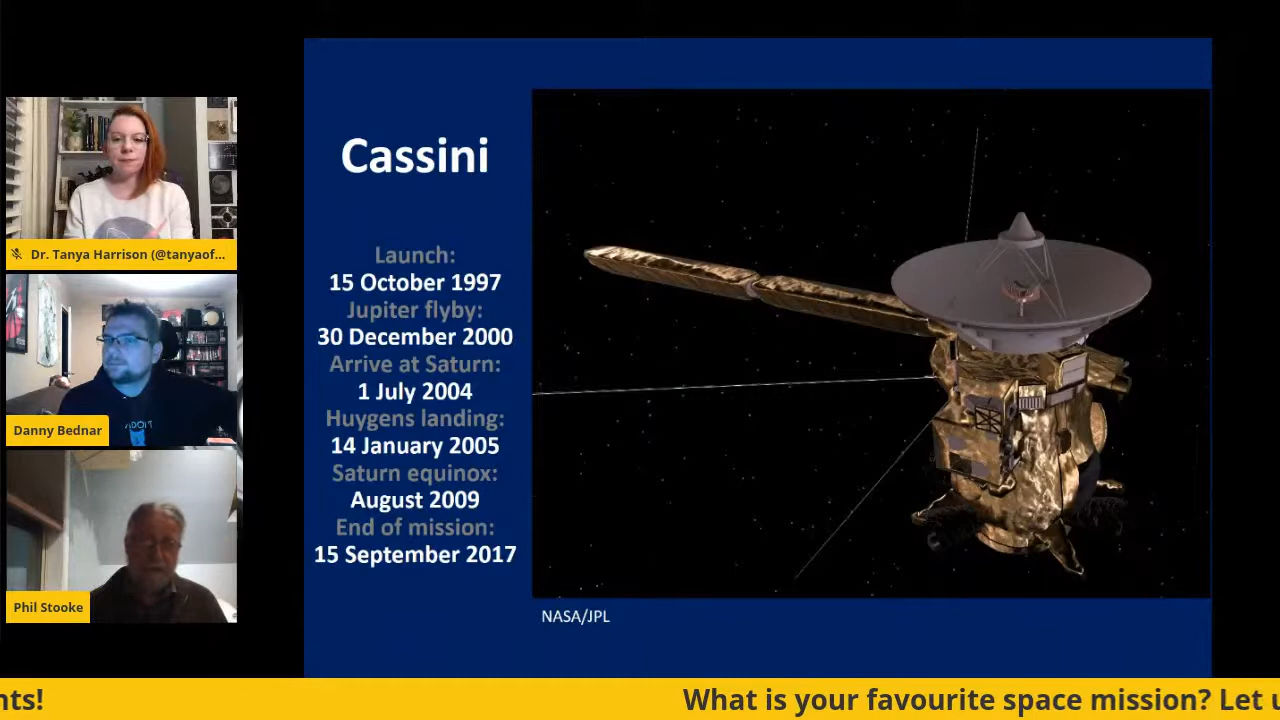 Cassini
Launch:
15 October 1997
Jupiter flyby:
30 December 2000
Arrive at Saturn:
1 July 2004
Huygens landing:
14 January 2005
Saturn equinox:
August 2009
End of mission:
15 September 2017
NASA/JPL
Dr. Tanya Harrison (@tanyaof...
Danny Bednar
Phil Stooke
nts! What is your favourite space mission? Let u